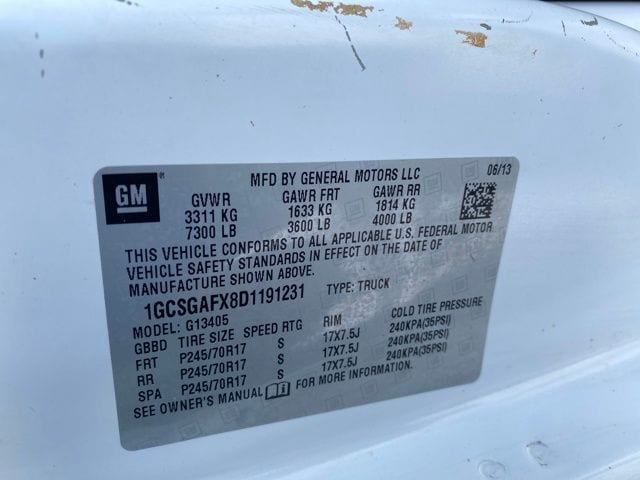 GM
MFD BY GENERAL MOTORS LLC
06/13
GVWR GAWR FRT GAWR RR
3311 KG 1633 KG 1814 KG
7300 LB 3600 LB 4000 LB
THIS VEHICLE CONFORMS TO ALL APPLICABLE U.S. FEDERAL MOTOR
VEHICLE SAFETY STANDARDS IN EFFECT ON THE DATE OF
MANUFACTURE SHOWN ABOVE.
1GCSGAFX8D1191231 TYPE: TRUCK
MODEL: G13405
GBBD TIRE SIZE SPEED RTG RIM COLD TIRE PRESSURE
FRT P245/70R17 S 17X7.5J 240KPA(35PSI)
RR P245/70R17 S 17X7.5J 240KPA(35PSI)
SPA P245/70R17 S 17X7.5J 240KPA(35PSI)
SEE OWNER'S MANUAL FOR MORE INFORMATION.